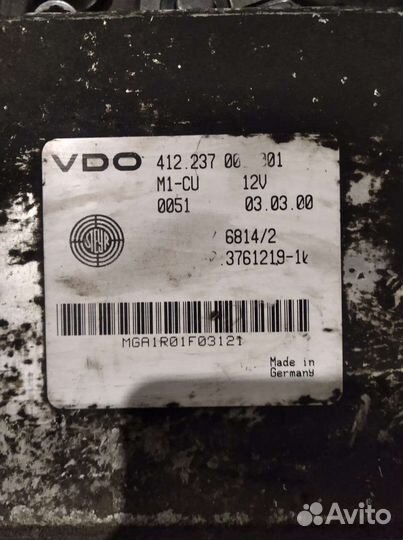 VDO 412.237 00 301
M1-CU 12V
0051 03.03.00
STEYR
6814/2
3761219-1
MGA1R01F03121
Made in
Germany
Avito